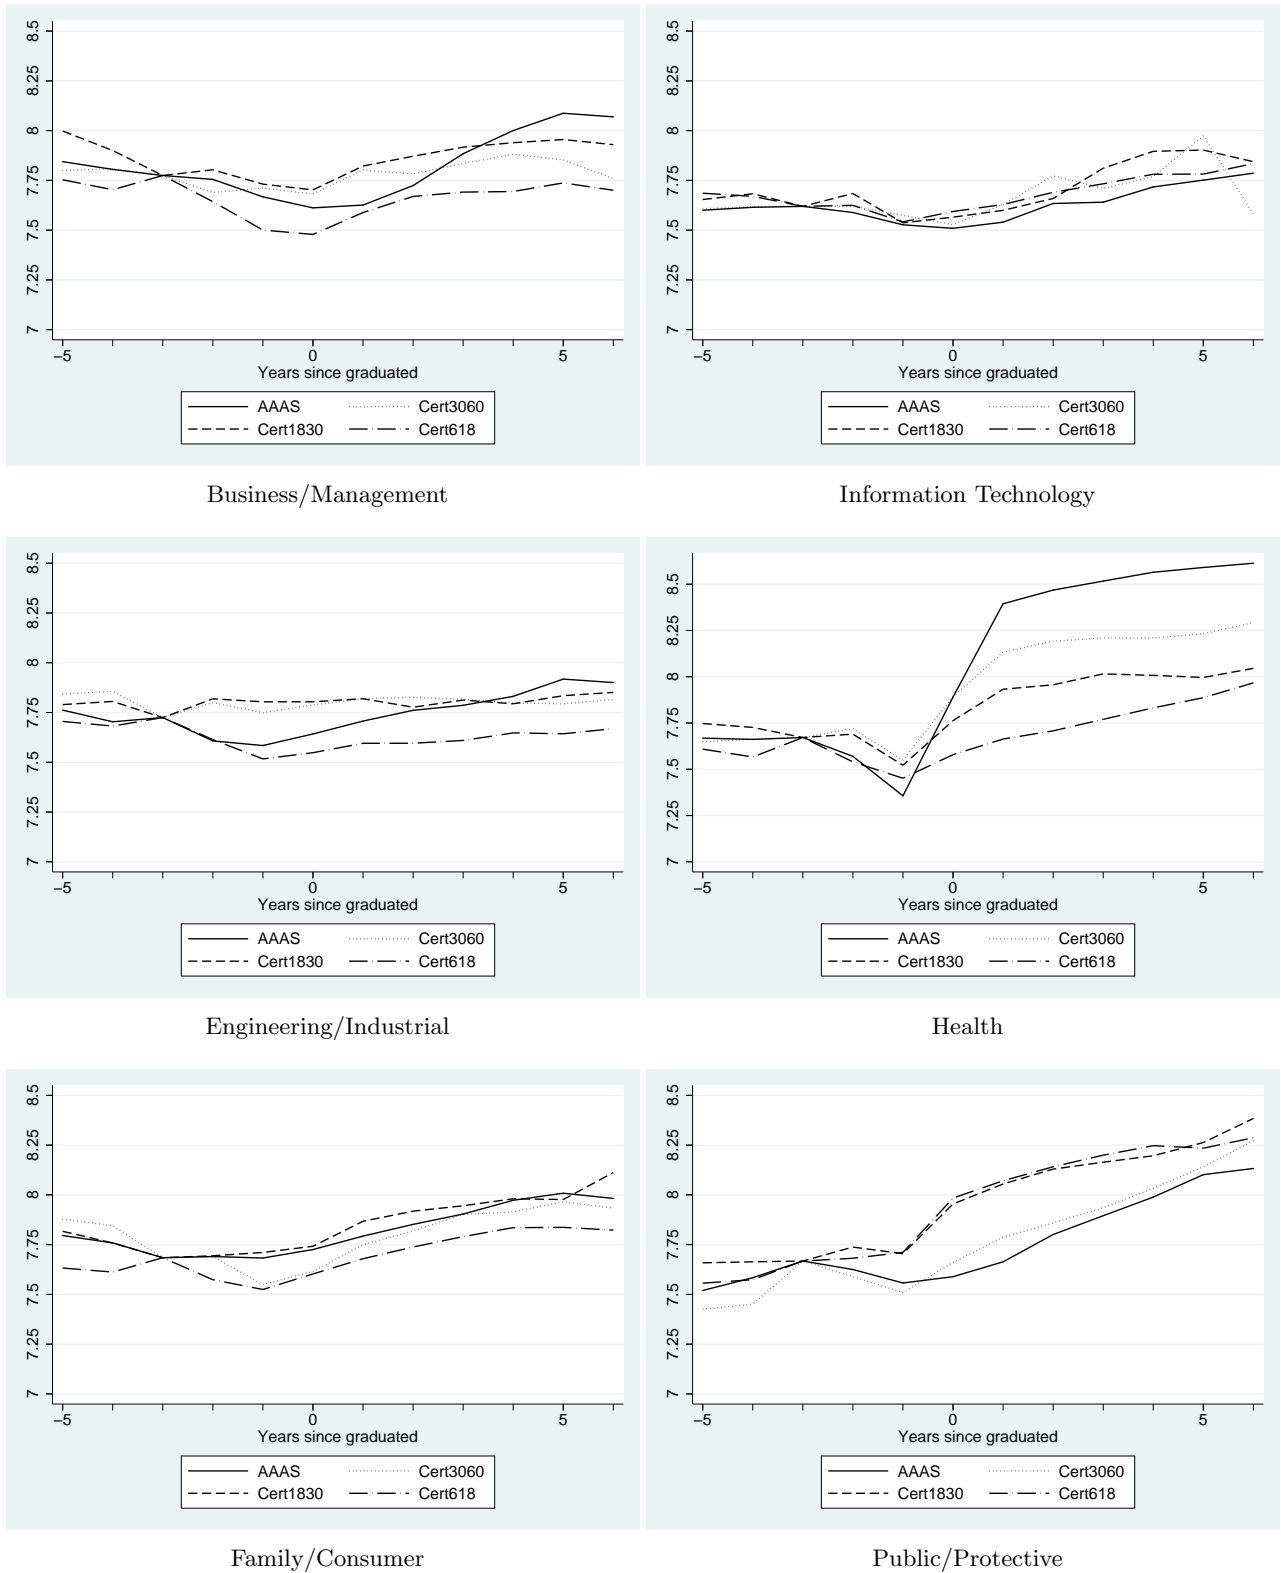 8.5
8.25
8
7.75
7.5
7.25
7
−5 0 5
Years since graduated
AAAS Cert3060
Cert1830 Cert618
Business/Management
8.5
8.25
8
7.75
7.5
7.25
7
−5 0 5
Years since graduated
AAAS Cert3060
Cert1830 Cert618
Information Technology
8.5
8.25
8
7.75
7.5
7.25
7
−5 0 5
Years since graduated
AAAS Cert3060
Cert1830 Cert618
Engineering/Industrial
8.5
8.25
8
7.75
7.5
7.25
7
−5 0 5
Years since graduated
AAAS Cert3060
Cert1830 Cert618
Health
8.5
8.25
8
7.75
7.5
7.25
7
−5 0 5
Years since graduated
AAAS Cert3060
Cert1830 Cert618
Family/Consumer
8.5
8.25
8
7.75
7.5
7.25
7
−5 0 5
Years since graduated
AAAS Cert3060
Cert1830 Cert618
Public/Protective